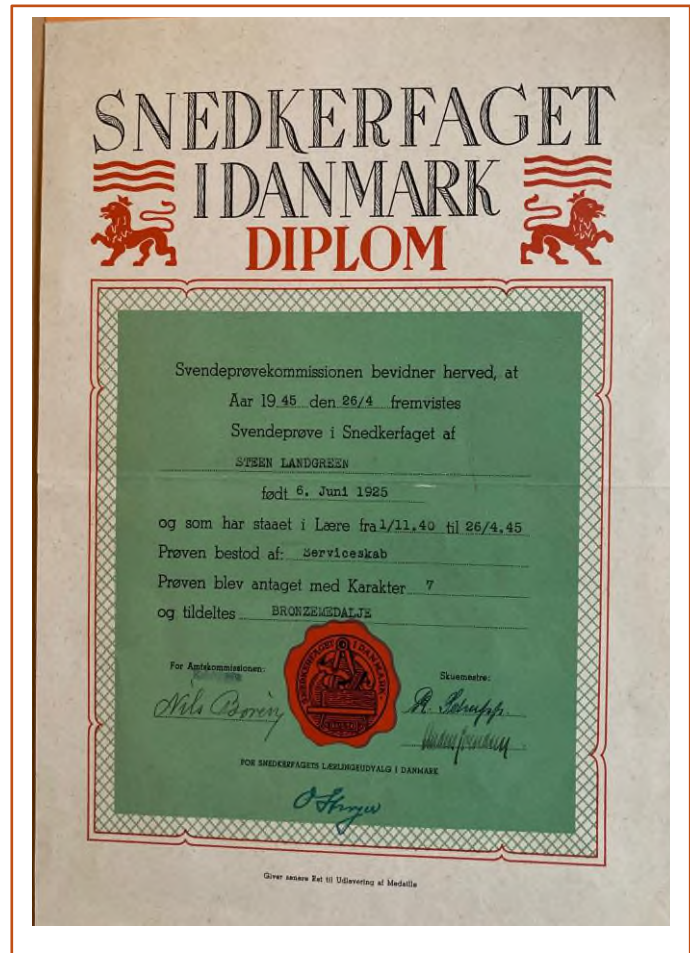 SNEDKERFAGET
I DANMARK
DIPLOM
Svendeprøvekommissionen bevidner herved, at
Aar 19 45 den 26/4 fremvistes
Svendeprøve i Snedkerfaget af
STEEN LANDGREEN
født 6. Juni 1925
og som har staaet i Lære fra 1/11.40 til 26/4.45
Prøven bestod af: Serviceskab
Prøven blev antaget med Karakter 7
og tildeltes BRONZEMEDALJE
For Amtskommissionen:
Skuemestre:
SNEDKERFAGET I DANMARK
Nils
FOR SNEDKERFAGETS LÆRLINGEUDVALG I DANMARK
Giver senere Ret til Udlevering af Medaille